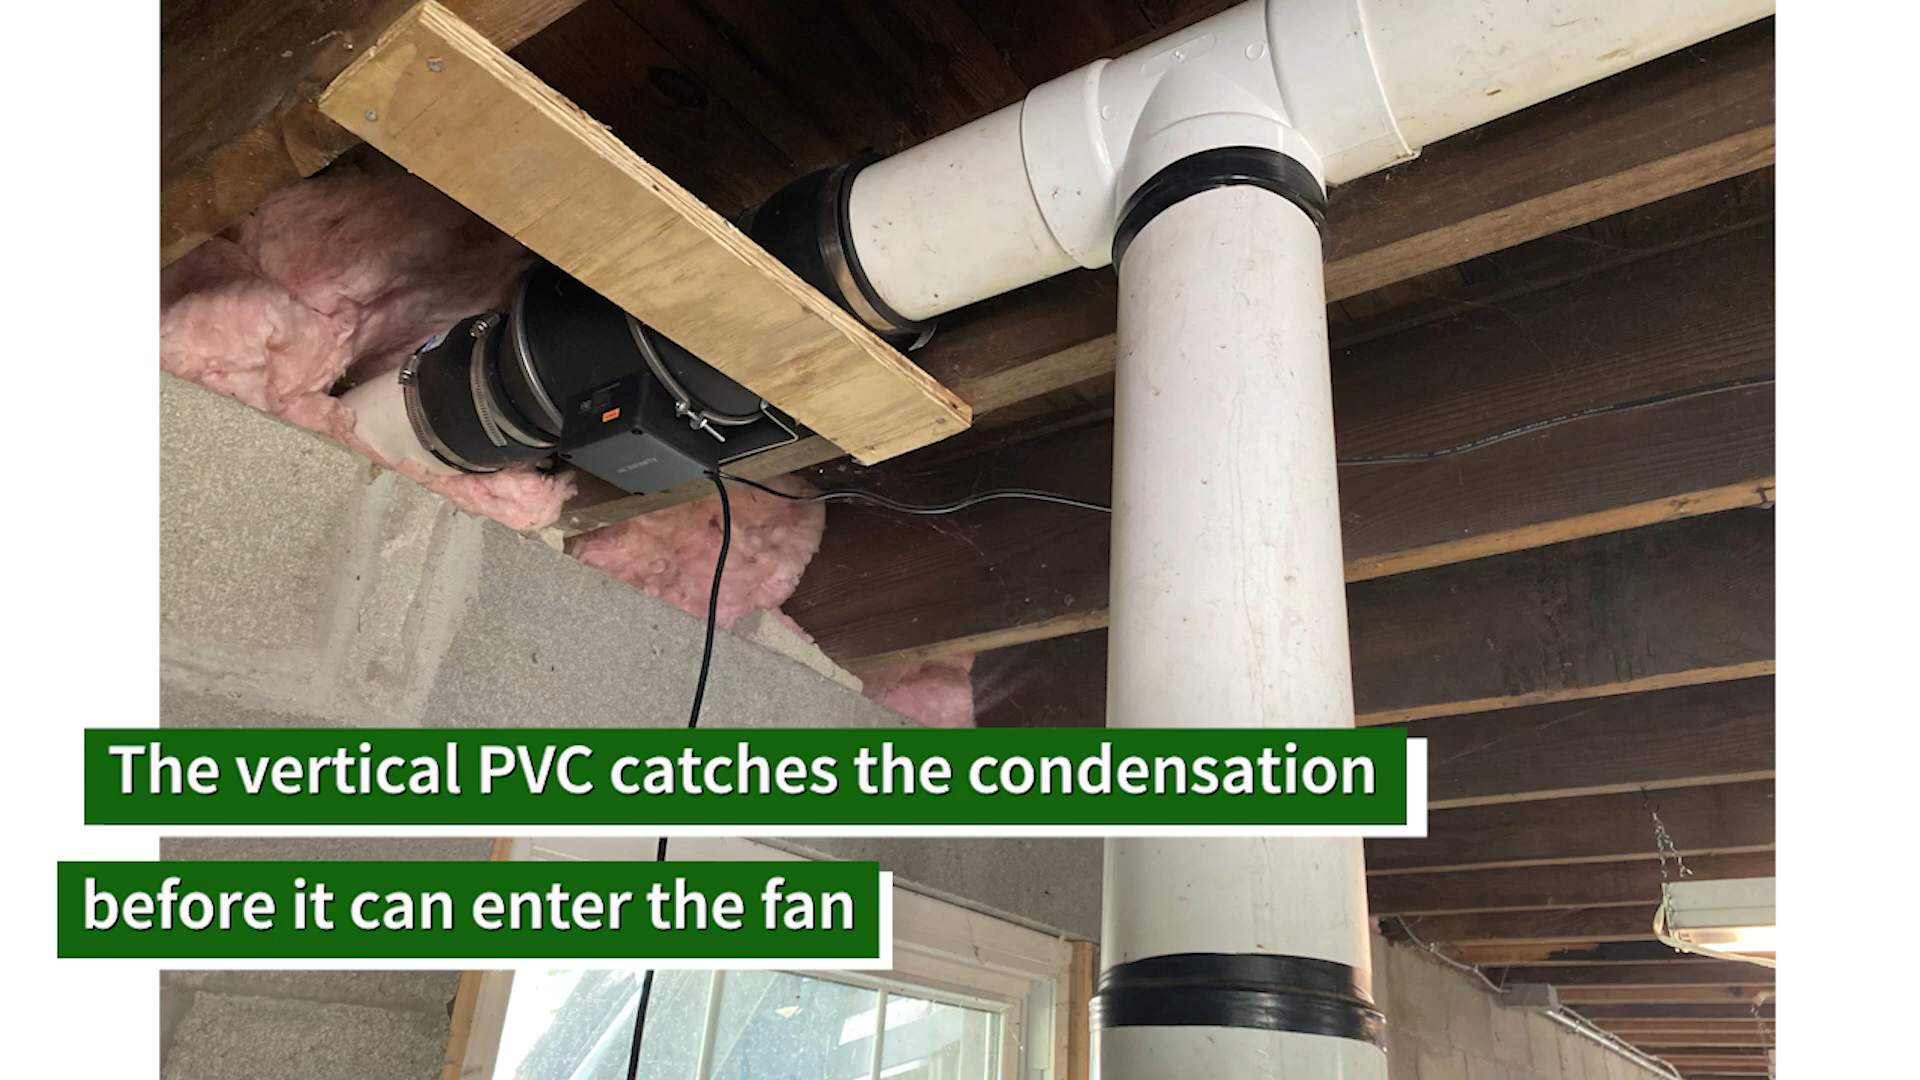 The vertical PVC catches the condensation
before it can enter the fan